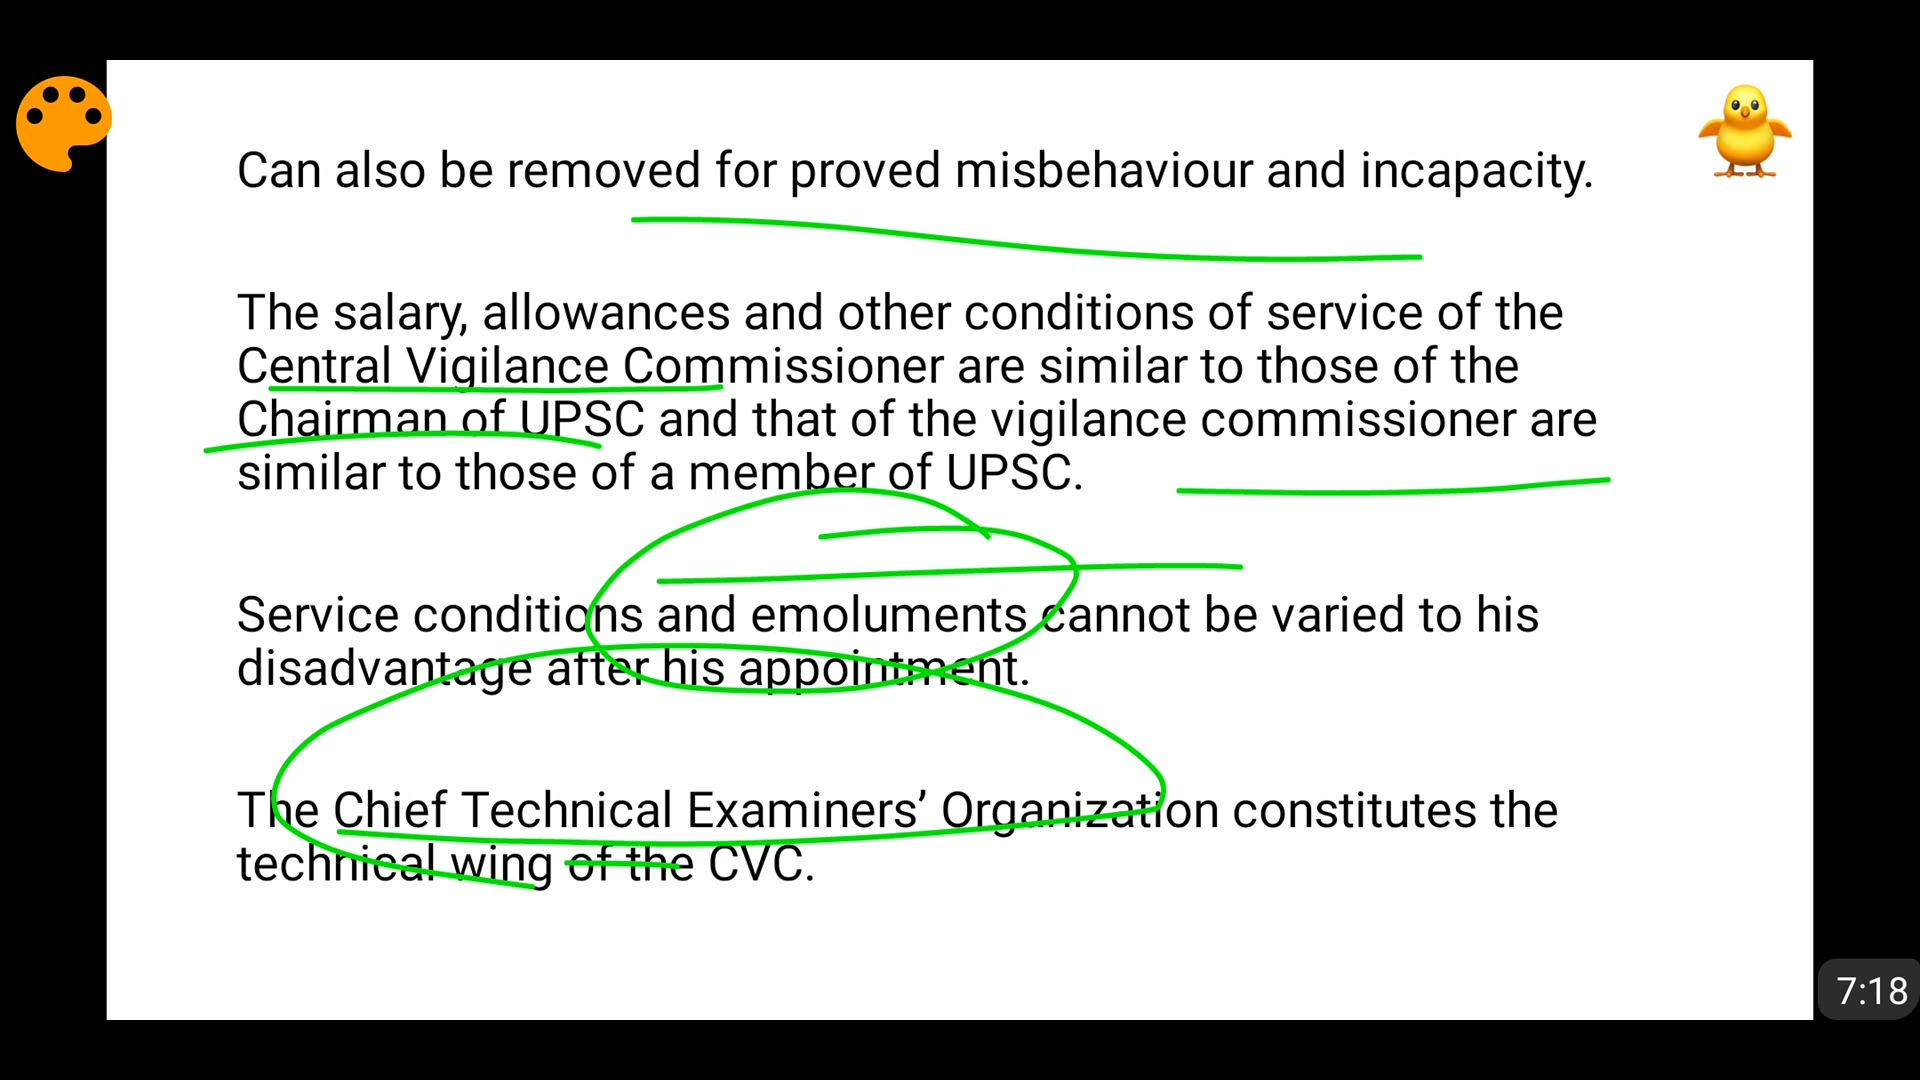 Can also be removed for proved misbehaviour and incapacity.
The salary, allowances and other conditions of service of the
Central Vigilance Commissioner are similar to those of the
Chairman of UPSC and that of the vigilance commissioner are
similar to those of a member of UPSC.
Service conditions and emoluments cannot be varied to his
disadvantage after his appointment.
The Chief Technical Examiners’ Organization constitutes the
technical wing of the CVC.
7:18